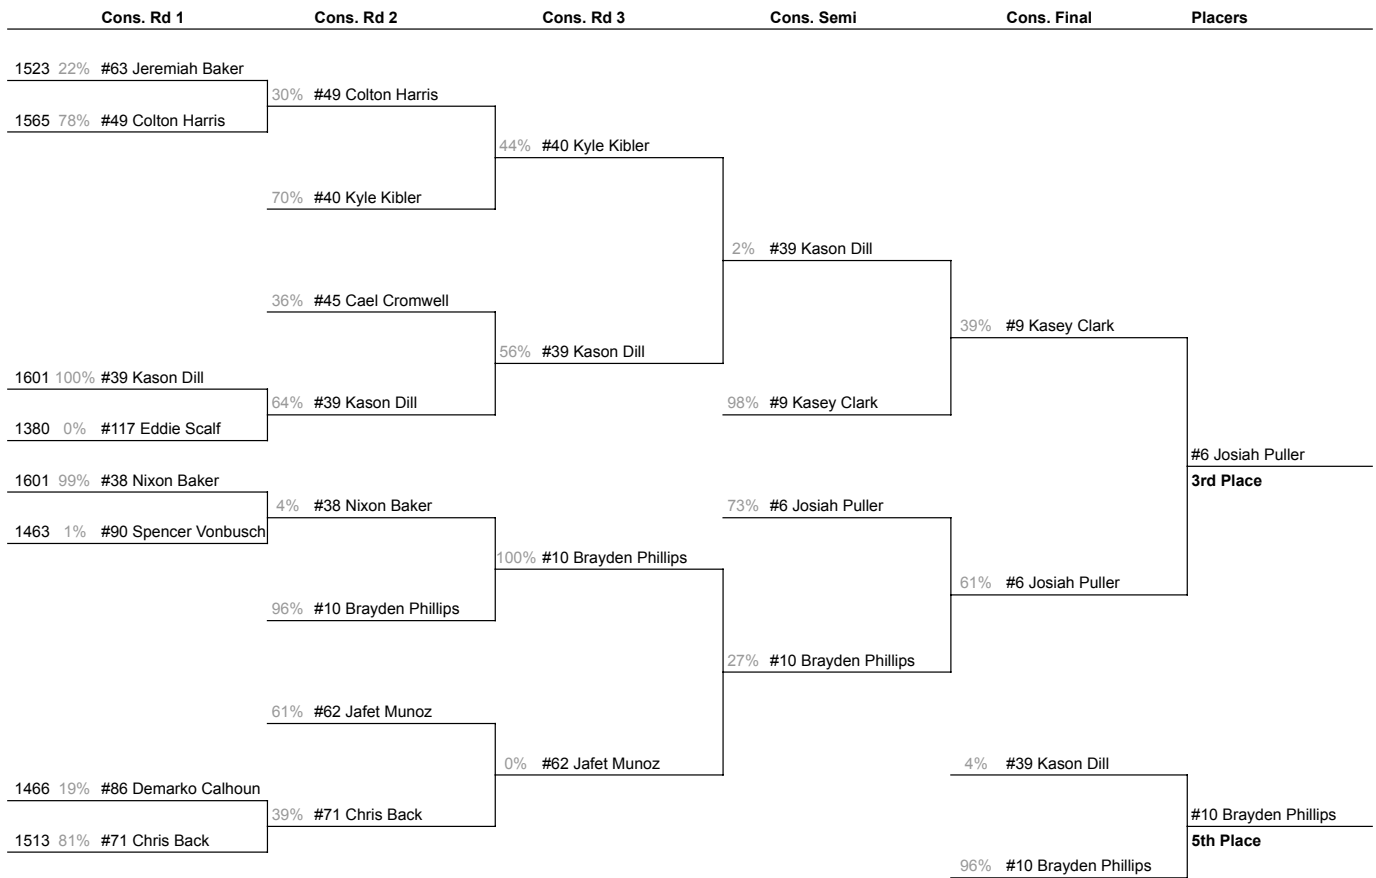 Cons. Rd 1 Cons. Rd 2 Cons. Rd 3 Cons. Semi Cons. Final Placers
1523 22% #63 Jeremiah Baker
30% #49 Colton Harris
1565 78% #49 Colton Harris
44% #40 Kyle Kibler
70% #40 Kyle Kibler
2% #39 Kason Dill
36% #45 Cael Cromwell
39% #9 Kasey Clark
56% #39 Kason Dill
1601 100% #39 Kason Dill
64% #39 Kason Dill
98% #9 Kasey Clark
1380 0% #117 Eddie Scalf
#6 Josiah Puller
1601 99% #38 Nixon Baker
3rd Place
4% #38 Nixon Baker
73% #6 Josiah Puller
1463 1% #90 Spencer Vonbusch
100% #10 Brayden Phillips
61% #6 Josiah Puller
96% #10 Brayden Phillips
27% #10 Brayden Phillips
61% #62 Jafet Munoz
0% #62 Jafet Munoz
4% #39 Kason Dill
1466 19% #86 Demarko Calhoun
39% #71 Chris Back
#10 Brayden Phillips
1513 81% #71 Chris Back
5th Place
96% #10 Brayden Phillips